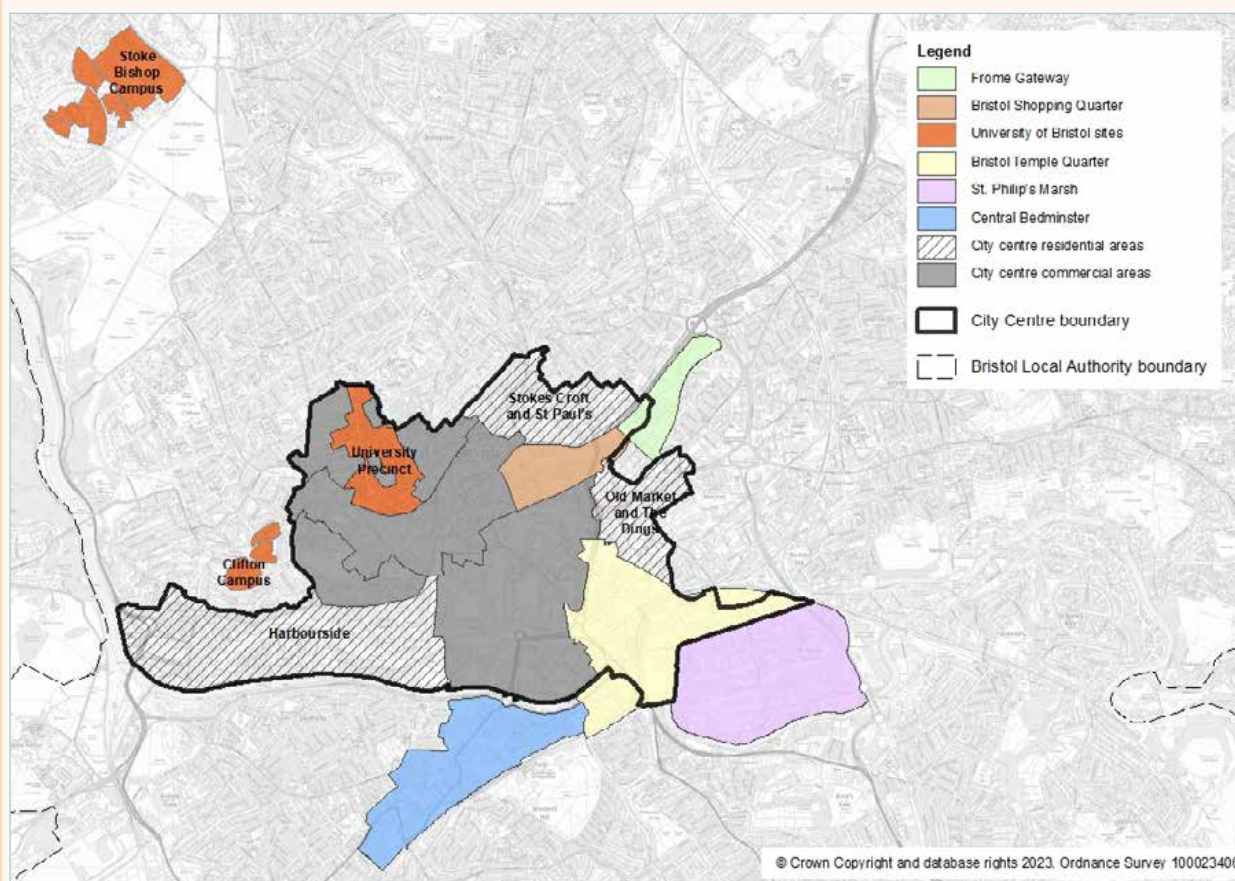 Stoke
Bishop
Campus
Legend
Frome Gateway
Bristol Shopping Quarter
University of Bristol sites
Bristol Temple Quarter
St. Philip's Marsh
Central Bedminster
City centre residential areas
City centre commercial areas
City Centre boundary
Bristol Local Authority boundary
Stokes Croft
and St Paul's
University
Precinct
Old Market
and The
Dings
Clifton
Campus
Harbourside
© Crown Copyright and database rights 2023. Ordnance Survey 100023406